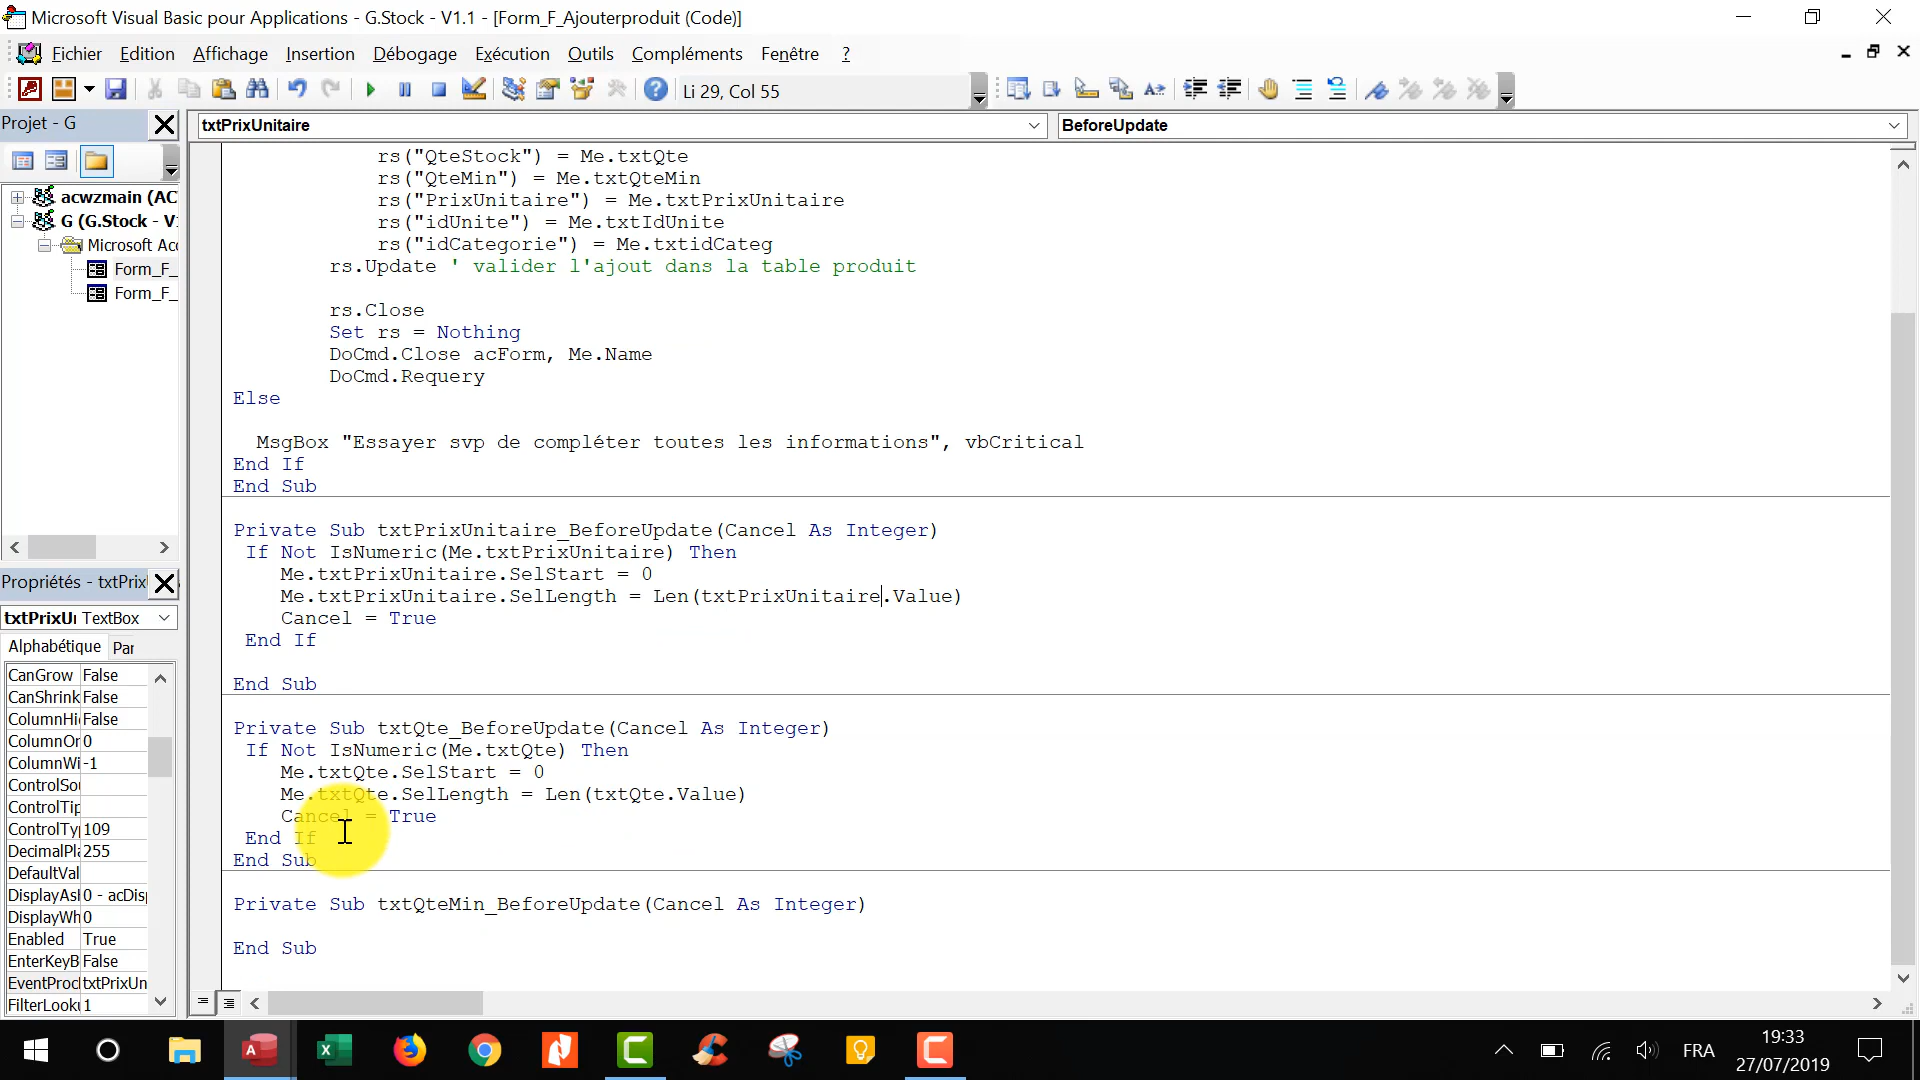 Microsoft Visual Basic pour Applications - G.Stock - V1.1 - [Form_F_Ajouterproduit (Code)]
Fichier Edition Affichage Insertion Débogage Exécution Outils Compléments Fenêtre ?
Li 29, Col 55
Projet - G
txtPrixUnitaire
BeforeUpdate
acwzmain (AC
G (G.Stock - V
Microsoft Acc
Form_F_
Form_F_
rs("QteStock") = Me.txtQte
rs("QteMin") = Me.txtQteMin
rs("PrixUnitaire") = Me.txtPrixUnitaire
rs("idUnite") = Me.txtIdUnite
rs("idCategorie") = Me.txtidCateg
rs.Update ' valider l'ajout dans la table produit
rs.Close
Set rs = Nothing
DoCmd.Close acForm, Me.Name
DoCmd.Requery
Else
MsgBox "Essayer svp de compléter toutes les informations", vbCritical
End If
End Sub
Private Sub txtPrixUnitaire_BeforeUpdate(Cancel As Integer)
If Not IsNumeric(Me.txtPrixUnitaire) Then
Me.txtPrixUnitaire.SelStart = 0
Me.txtPrixUnitaire.SelLength = Len(txtPrixUnitaire.Value)
Cancel = True
End If
End Sub
Private Sub txtQte_BeforeUpdate(Cancel As Integer)
If Not IsNumeric(Me.txtQte) Then
Me.txtQte.SelStart = 0
Me.txtQte.SelLength = Len(txtQte.Value)
Cancel = True
End If
End Sub
Private Sub txtQteMin_BeforeUpdate(Cancel As Integer)
End Sub
Propriétés - txtPrix
txtPrixU TextBox
Alphabétique Par
CanGrow False
CanShrink False
ColumnHi False
ColumnOr 0
ColumnWi -1
ControlSou
ControlTip
ControlTy 109
DecimalPla 255
DefaultVal
DisplayAsH 0 - acDisp
DisplayWh 0
Enabled True
EnterKeyB False
EventProc txtPrixUn
FilterLook 1
FRA
19:33
27/07/2019